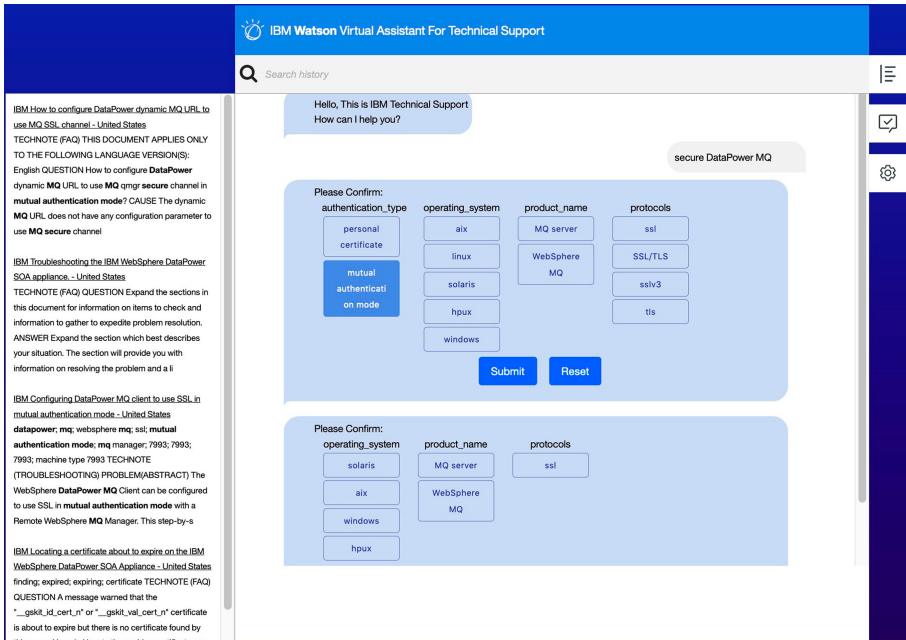 IBM Watson Virtual Assistant For Technical Support
Search history
IBM How to configure DataPower dynamic MQ URL to
use MQ SSL channel - United States
TECHNOTE (FAQ) THIS DOCUMENT APPLIES ONLY
TO THE FOLLOWING LANGUAGE VERSION(S):
English QUESTION How to configure DataPower
dynamic MQ URL to use MQ qmgr secure channel in
mutual authentication mode? CAUSE The dynamic
MQ URL does not have any configuration parameter to
use MQ secure channel
IBM Troubleshooting the IBM WebSphere DataPower
SOA appliance. - United States
TECHNOTE (FAQ) QUESTION Expand the sections in
this document for information on items to check and
information to gather to expedite problem resolution.
ANSWER Expand the section which best describes
your situation. The section will provide you with
information on resolving the problem and a li
IBM Configuring DataPower MQ client to use SSL in
mutual authentication mode - United States
datapower; mq; websphere mq; ssl; mutual
authentication mode; mq manager; 7993; 7993;
7993; machine type 7993 TECHNOTE
(TROUBLESHOOTING) PROBLEM(ABSTRACT) The
WebSphere DataPower MQ Client can be configured
to use SSL in mutual authentication mode with a
Remote WebSphere MQ Manager. This step-by-s
IBM Locating a certificate about to expire on the IBM
WebSphere DataPower SOA Appliance - United States
finding; expired; expiring; certificate TECHNOTE (FAQ)
QUESTION A message warned that the
"__gskit_id_cert_n" or "__gskit_val_cert_n" certificate
is about to expire but there is no certificate found by
Hello, This is IBM Technical Support
How can I help you?
secure DataPower MQ
Please Confirm:
authentication_type operating_system product_name protocols
personal
certificate
mutual
authenticati
on mode
aix
linux
solaris
hpux
windows
MQ server
WebSphere
MQ
ssl
SSL/TLS
sslv3
tls
Submit Reset
Please Confirm:
operating_system product_name protocols
solaris
aix
windows
hpux
MQ server
WebSphere
MQ
ssl